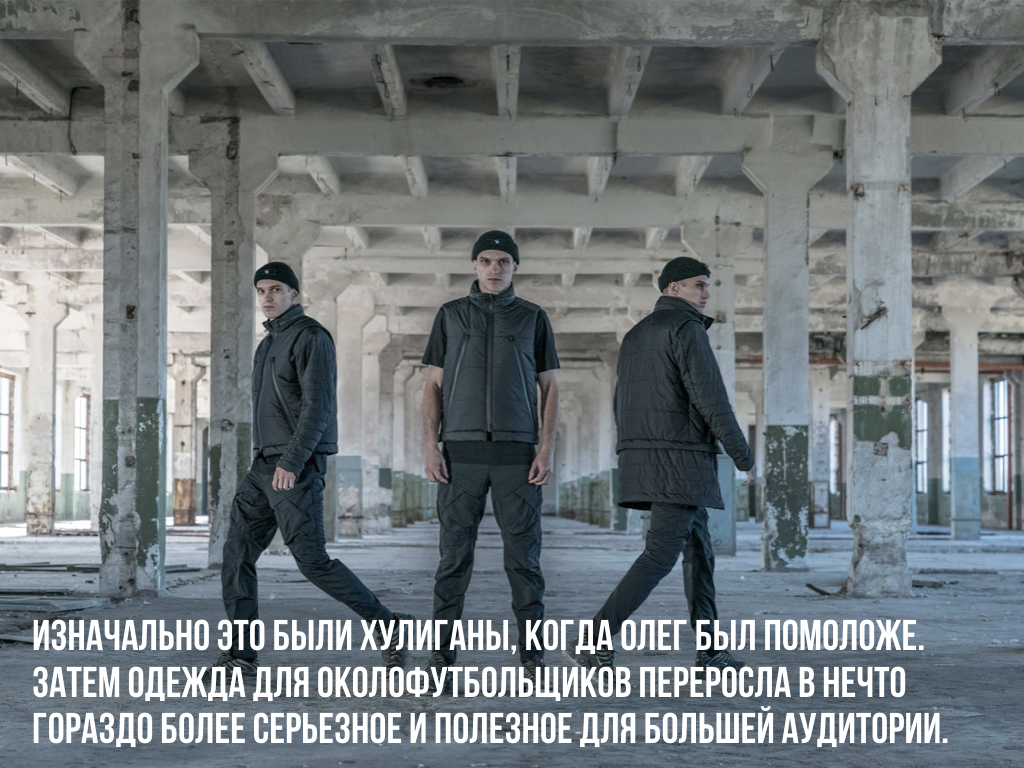 ИЗНАЧАЛЬНО ЭТО БЫЛИ ХУЛИГАНЫ, КОГДА ОЛЕГ БЫЛ ПОМОЛОЖЕ.
ЗАТЕМ ОДЕЖДА ДЛЯ ОКОЛОФУТБОЛЬЩИКОВ ПЕРЕРОСЛА В НЕЧТО
ГОРАЗДО БОЛЕЕ СЕРЬЕЗНОЕ И ПОЛЕЗНОЕ ДЛЯ БОЛЬШЕЙ АУДИТОРИИ.